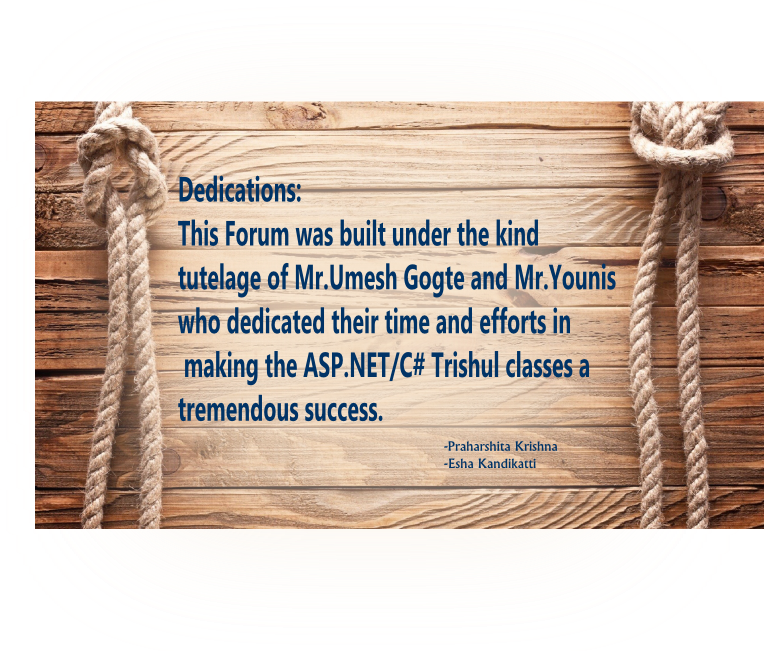 Dedications:
This Forum was built under the kind
tutelage of Mr.Umesh Gogte and Mr.Younis
who dedicated their time and efforts in
making the ASP.NET/C# Trishul classes a
tremendous success.
-Praharshita Krishna
-Esha Kandikatti